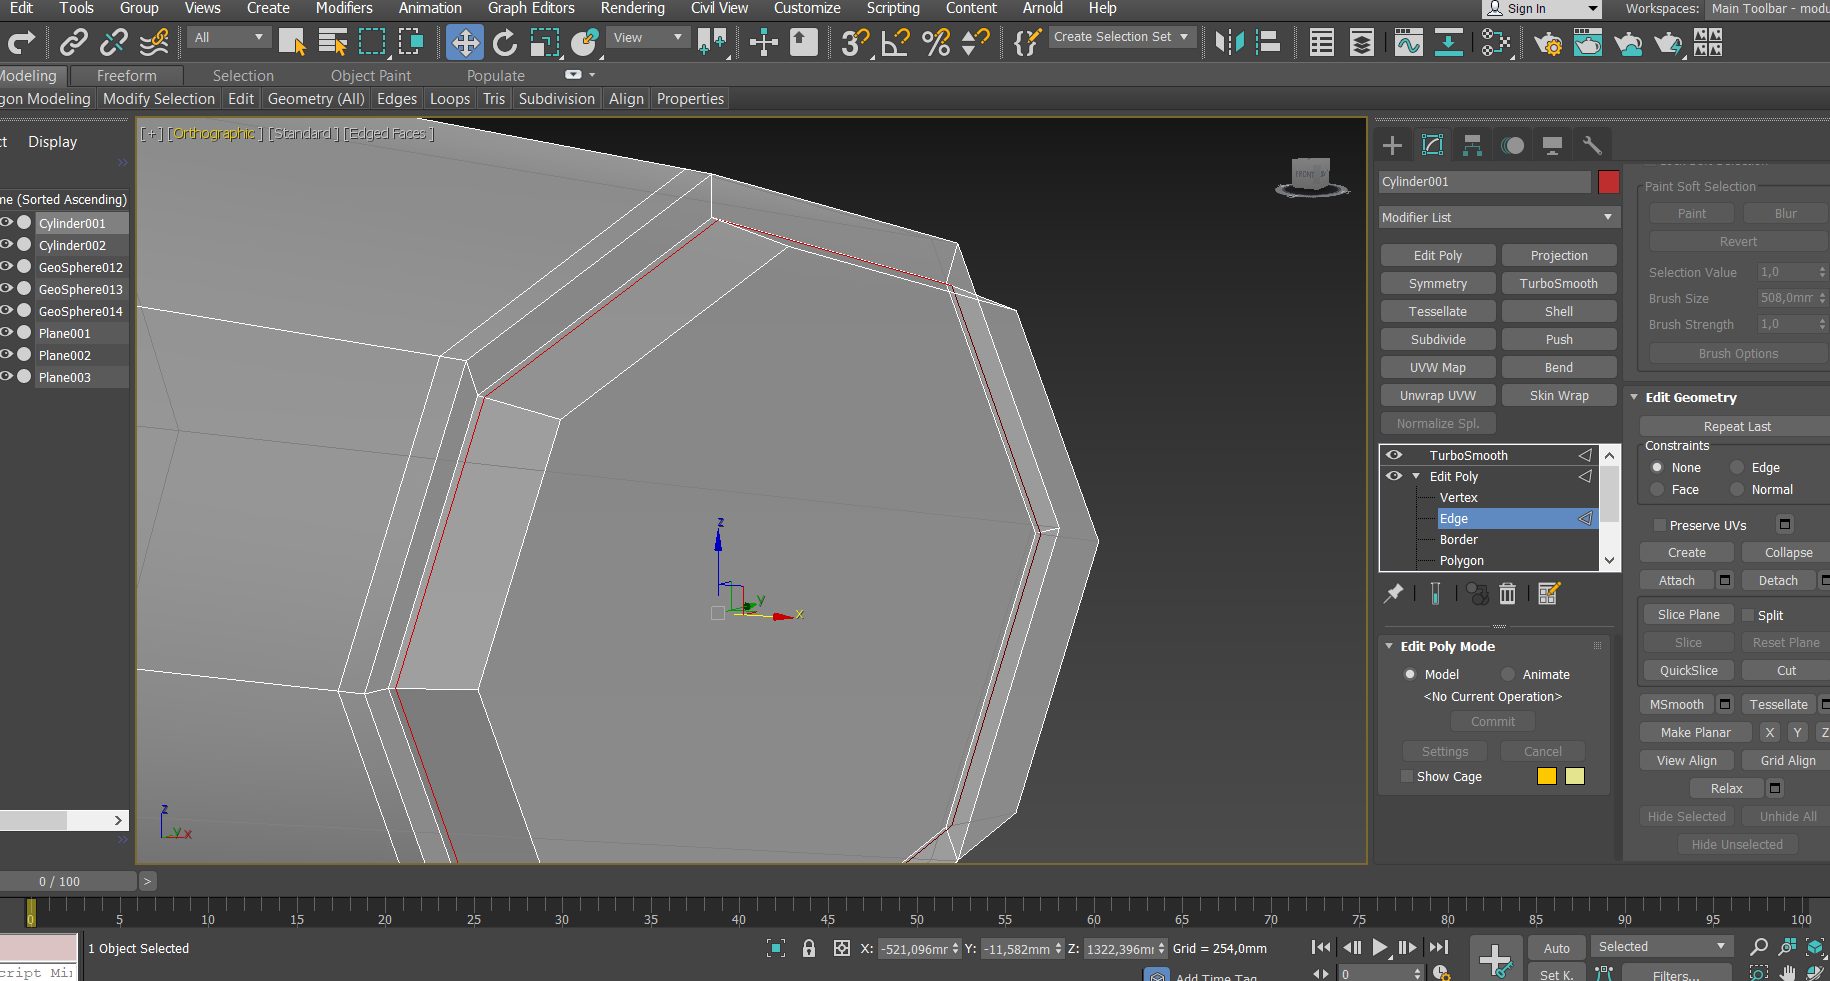 Edit Tools Group Views Create Modifiers Animation Graph Editors Rendering Civil View Customize Scripting Content Arnold Help Sign In Workspaces: Main Toolbar - modu
All View Create Selection Set
Modeling Freeform Selection Object Paint Populate
gon Modeling Modify Selection Edit Geometry (All) Edges Loops Tris Subdivision Align Properties
ct Display
me (Sorted Ascending)
Cylinder001
Cylinder002
GeoSphere012
GeoSphere013
GeoSphere014
Plane001
Plane002
Plane003
[+] [Orthographic] [Standard] [Edged Faces]
FRONT
z
y
x
z
y x
Cylinder001
Modifier List
Edit Poly Projection
Symmetry TurboSmooth
Tessellate Shell
Subdivide Push
UVW Map Bend
Unwrap UVW Skin Wrap
Normalize Spl.
TurboSmooth
Edit Poly
Vertex
Edge
Border
Polygon
Edit Poly Mode
Model Animate
<No Current Operation>
Commit
Settings Cancel
Show Cage
Lock Soft Selection
Paint Soft Selection
Paint Blur
Revert
Selection Value 1,0
Brush Size 508,0mm
Brush Strength 1,0
Brush Options
Edit Geometry
Repeat Last
Constraints
None Edge
Face Normal
Preserve UVs
Create Collapse
Attach Detach
Slice Plane Split
Slice Reset Plane
QuickSlice Cut
MSmooth Tessellate
Make Planar X Y Z
View Align Grid Align
Relax
Hide Selected Unhide All
Hide Unselected
0 / 100 >
0 5 10 15 20 25 30 35 40 45 50 55 60 65 70 75 80 85 90 95 100
1 Object Selected X: -521,096mm Y: -11,582mm Z: 1322,396mm Grid = 254,0mm Auto Selected
cript Mi Add Time Tag 0 Set K. Filters...